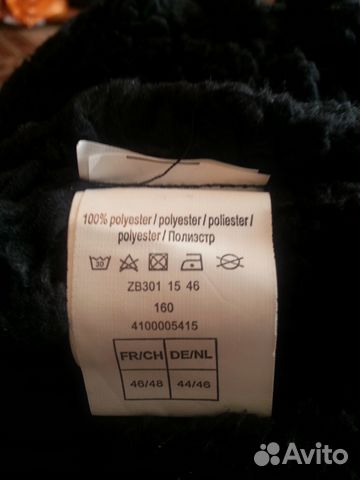 100% polyester / polyester / poliester /
polyester / Полиэстр
30
ZB301 15 46
160
4100005415
FR/CH DE/NL
46/48 44/46
Avito